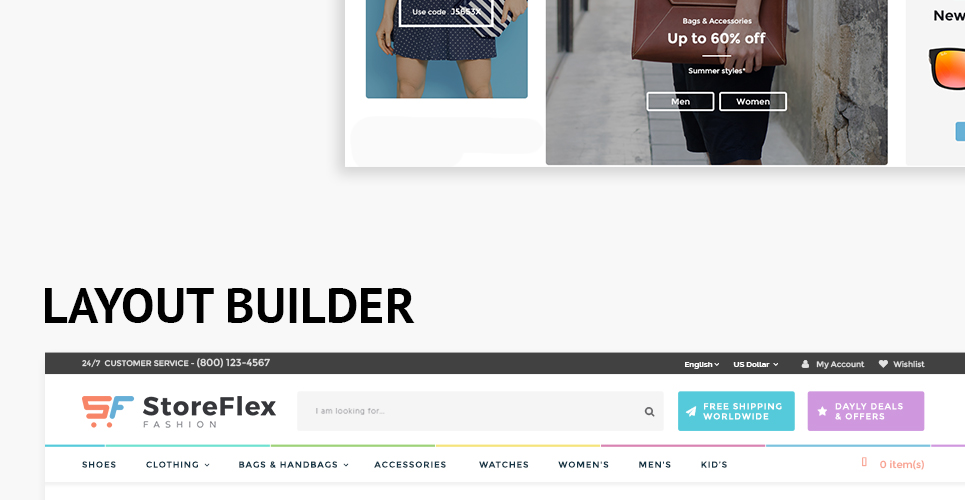 Use code J5653X
Bags & Accessories
Up to 60% off
Summer styles*
Men
Women
New
LAYOUT BUILDER
24/7 CUSTOMER SERVICE - (800) 123-4567
English
US Dollar
My Account
Wishlist
StoreFlex
FASHION
I am looking for...
FREE SHIPPING
WORLDWIDE
DAYLY DEALS
& OFFERS
SHOES
CLOTHING
BAGS & HANDBAGS
ACCESSORIES
WATCHES
WOMEN'S
MEN'S
KID'S
0 item(s)